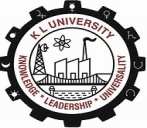 K L UNIVERSITY
KNOWLEDGE * LEADERSHIP * UNIVERSALITY